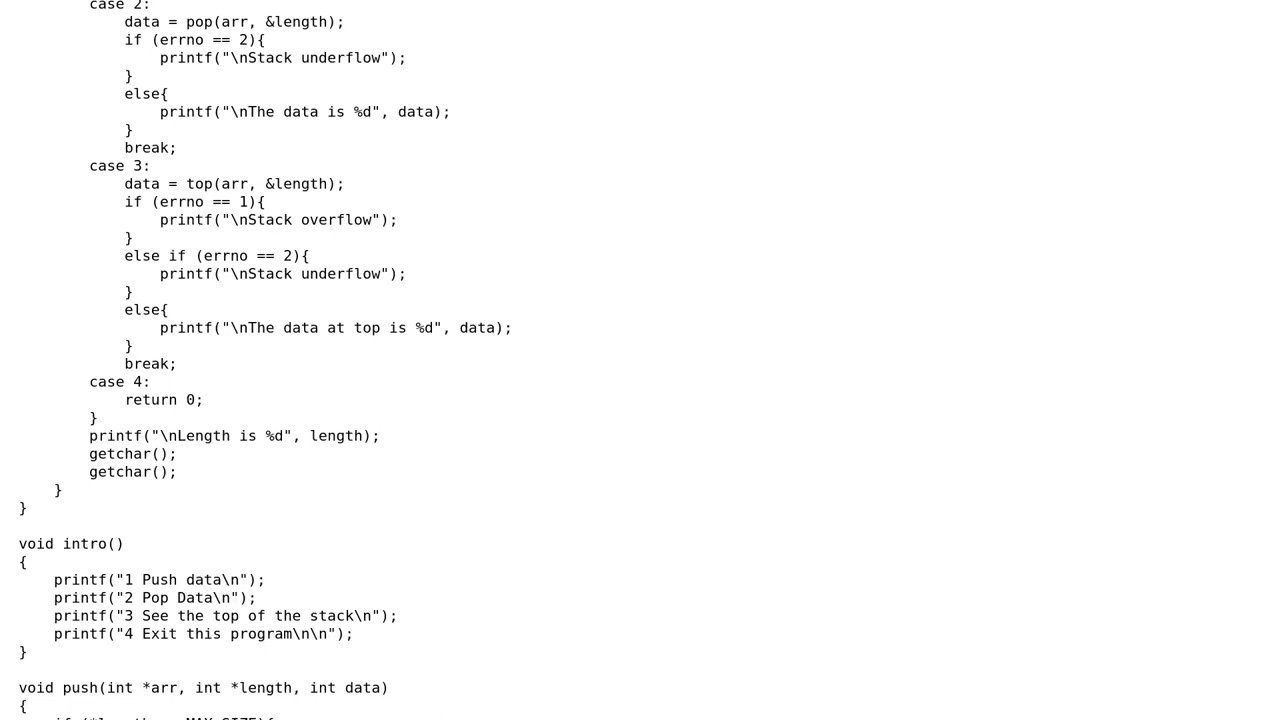 case 2:
            data = pop(arr, &length);
            if (errno == 2){
                printf("\nStack underflow");
            }
            else{
                printf("\nThe data is %d", data);
            }
            break;
        case 3:
            data = top(arr, &length);
            if (errno == 1){
                printf("\nStack overflow");
            }
            else if (errno == 2){
                printf("\nStack underflow");
            }
            else{
                printf("\nThe data at top is %d", data);
            }
            break;
        case 4:
            return 0;
        }
        printf("\nLength is %d", length);
        getchar();
        getchar();
    }
}

void intro()
{
    printf("1 Push data\n");
    printf("2 Pop Data\n");
    printf("3 See the top of the stack\n");
    printf("4 Exit this program\n\n");
}

void push(int *arr, int *length, int data)
{